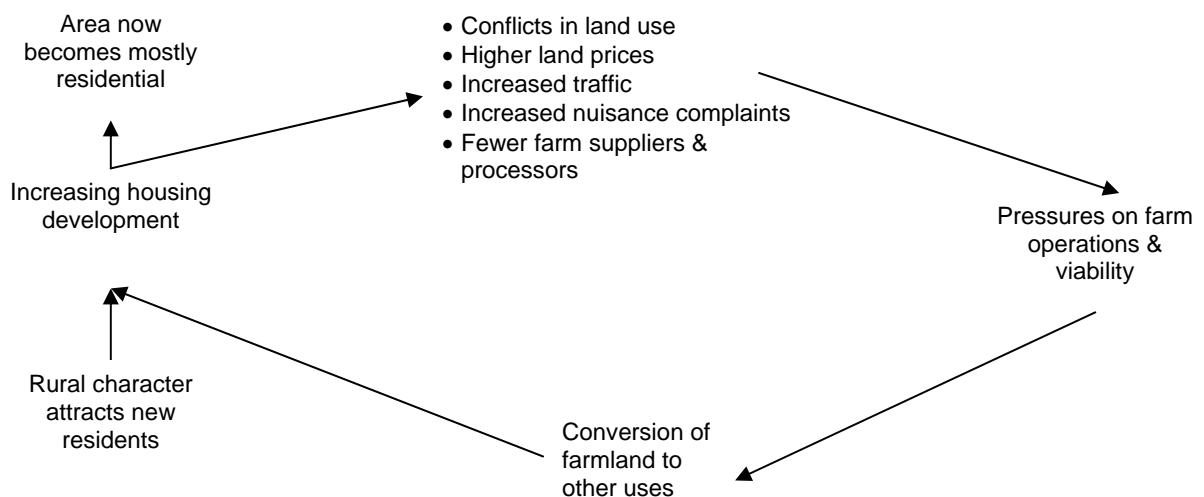 Area now
becomes mostly
residential
• Conflicts in land use
• Higher land prices
• Increased traffic
• Increased nuisance complaints
• Fewer farm suppliers &
processors
Increasing housing
development
Pressures on farm
operations &
viability
Rural character
attracts new
residents
Conversion of
farmland to
other uses